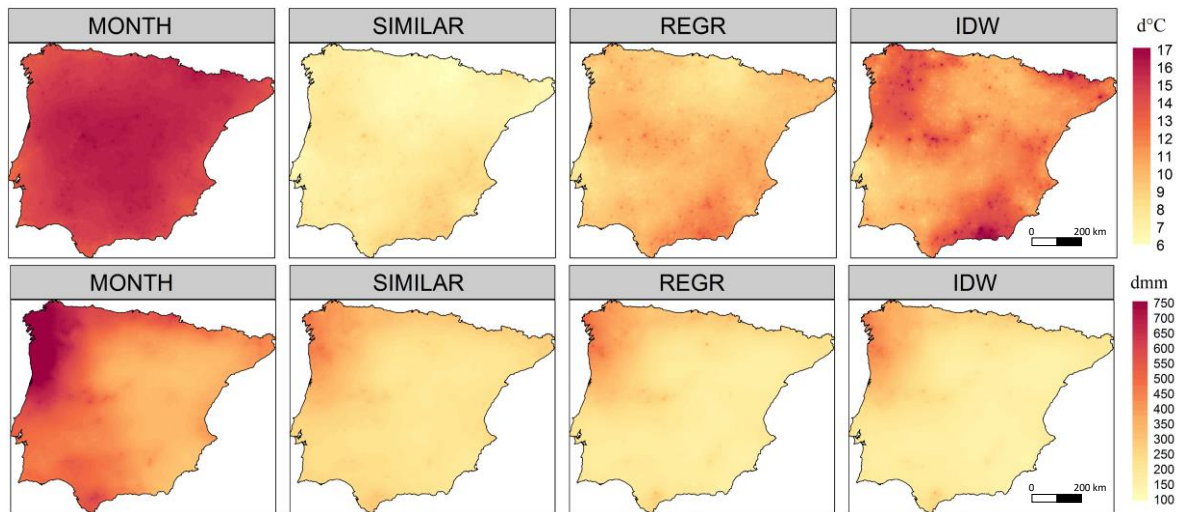 MONTH
SIMILAR
REGR
IDW
d°C
17
16
15
14
13
12
11
10
9
8
7
6
0 200 km
MONTH
SIMILAR
REGR
IDW
dmm
750
700
650
600
550
500
450
400
350
300
250
200
150
100
0 200 km